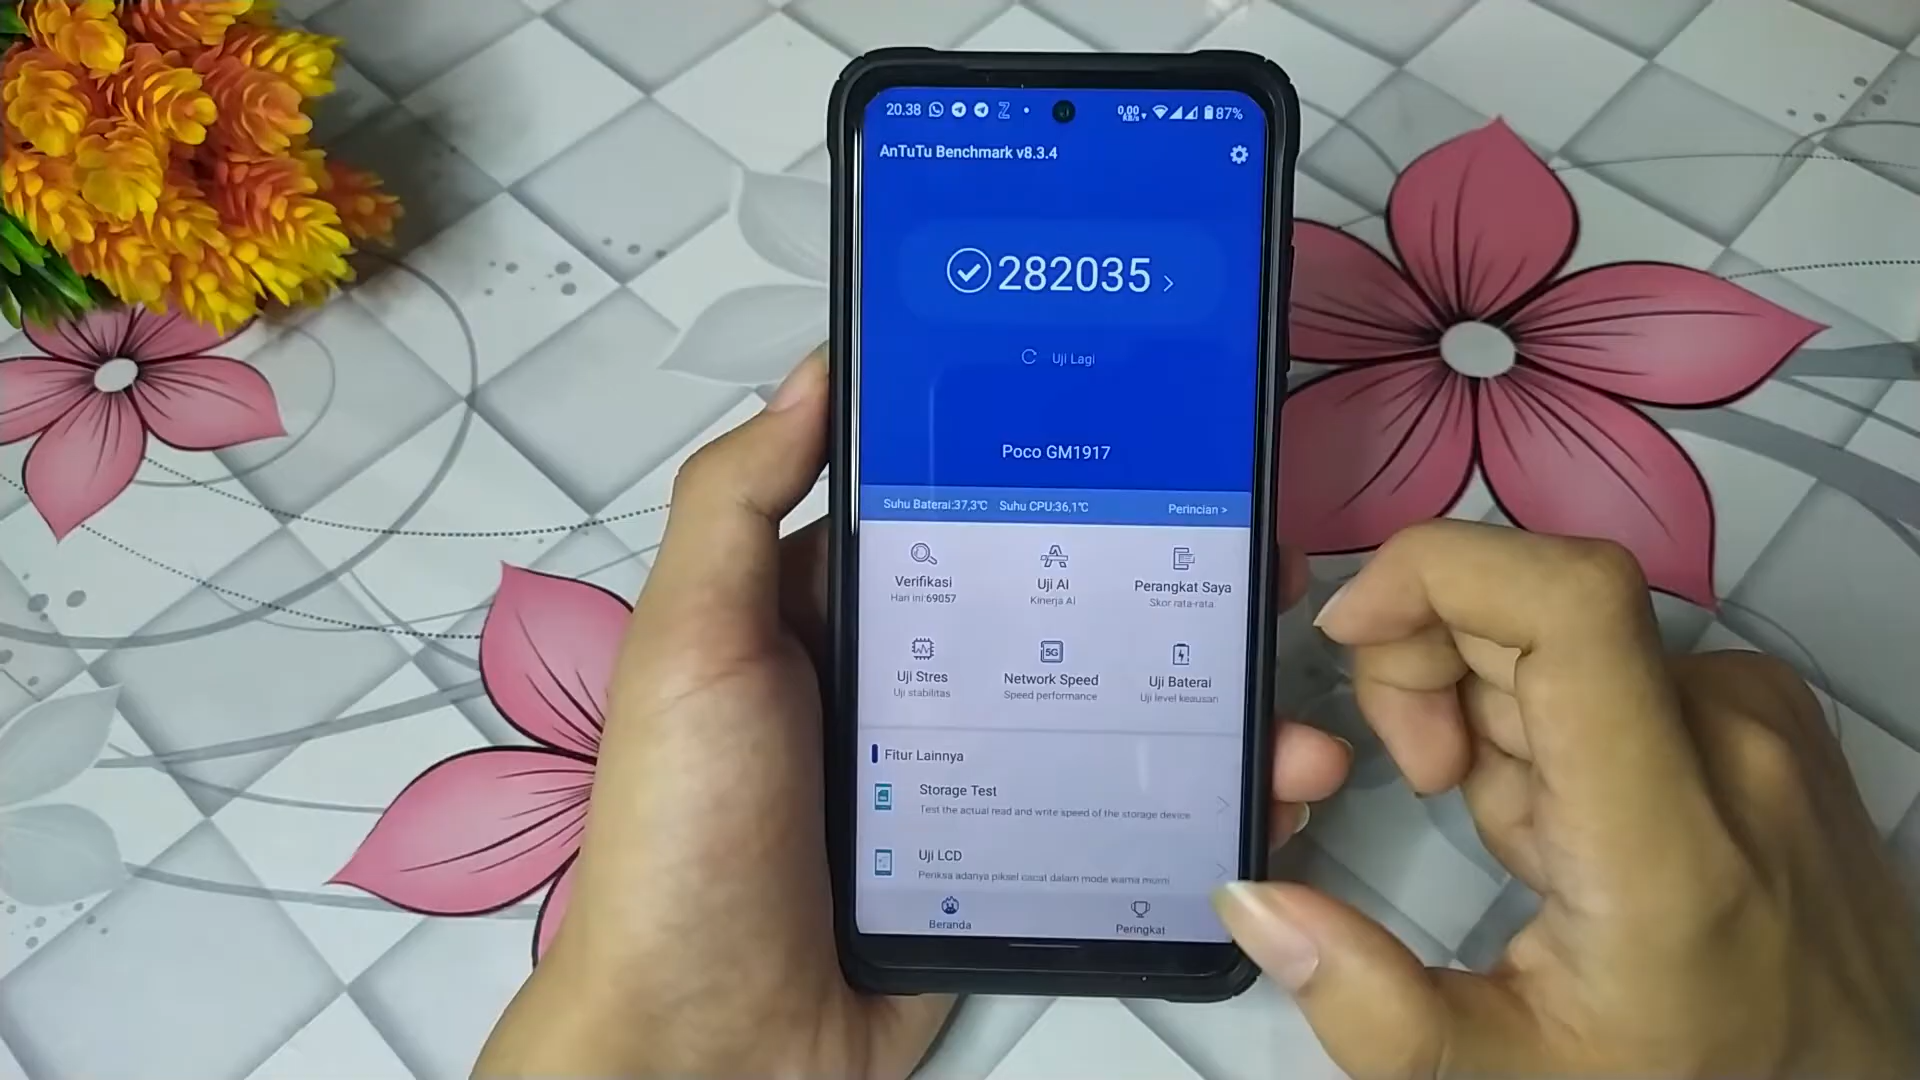 20.38 0,00 KB/s 87%
AnTuTu Benchmark v8.3.4
282035
Uji Lagi
Poco GM1917
Suhu Baterai:37,3℃ Suhu CPU:36,1℃ Perincian >
Verifikasi Uji AI Perangkat Saya
Hari ini:69057 Kinerja AI Skor rata-rata
5G
Uji Stres Network Speed Uji Baterai
Uji stabilitas Speed performance Uji level keausan
Fitur Lainnya
Storage Test
Test the actual read and write speed of the storage device
Uji LCD
Periksa adanya piksel cacat dalam mode warna murni
Beranda Peringkat